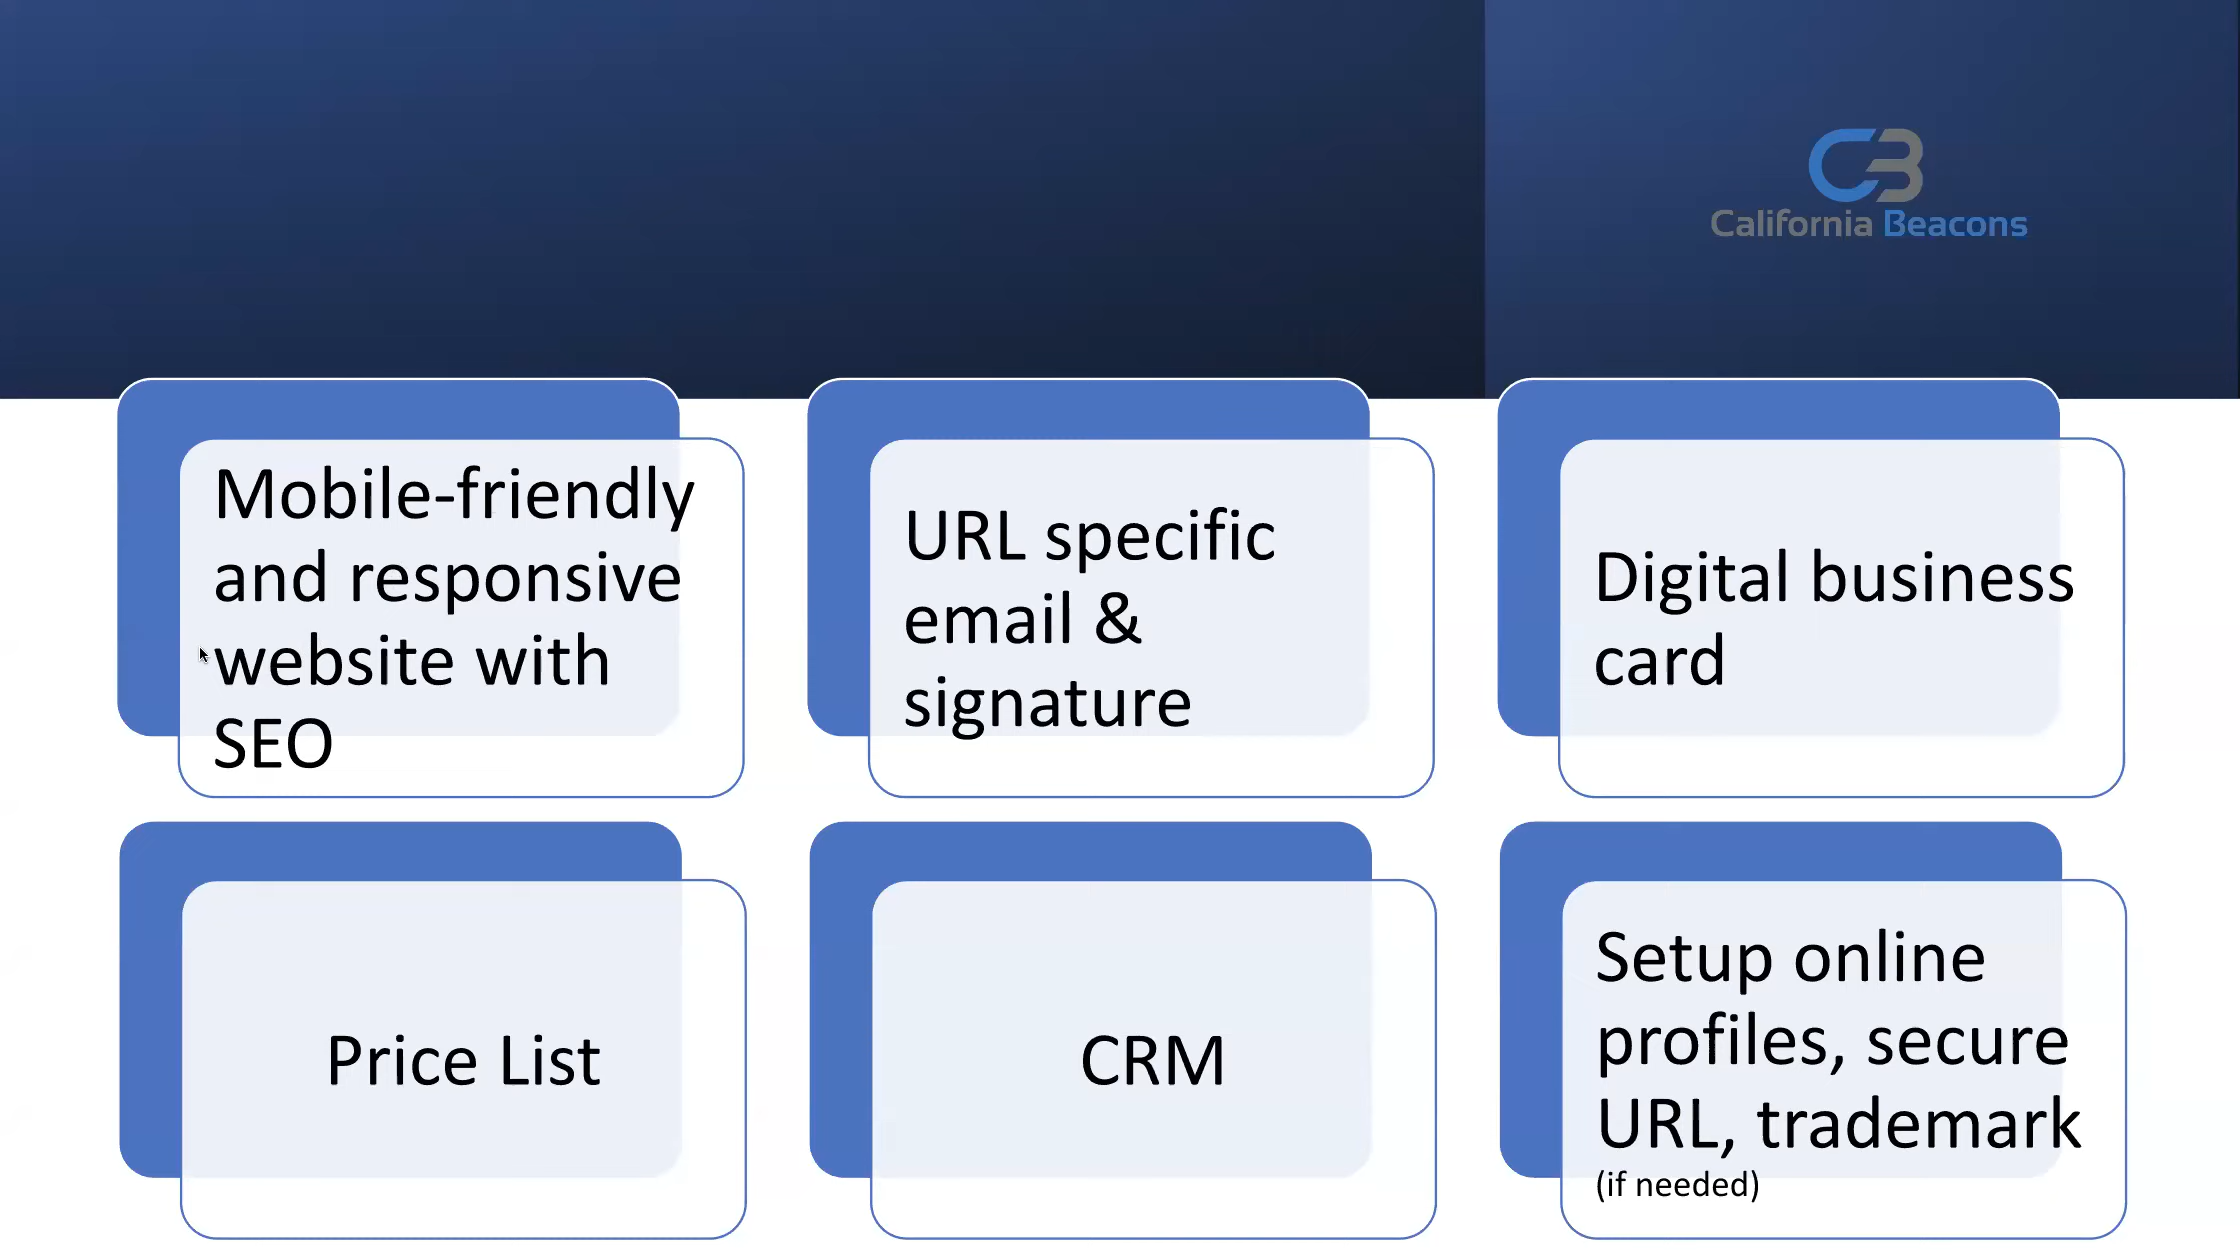 CB
California Beacons
Mobile-friendly
and responsive
website with
SEO
URL specific
email &
signature
Digital business
card
Price List
CRM
Setup online
profiles, secure
URL, trademark
(if needed)